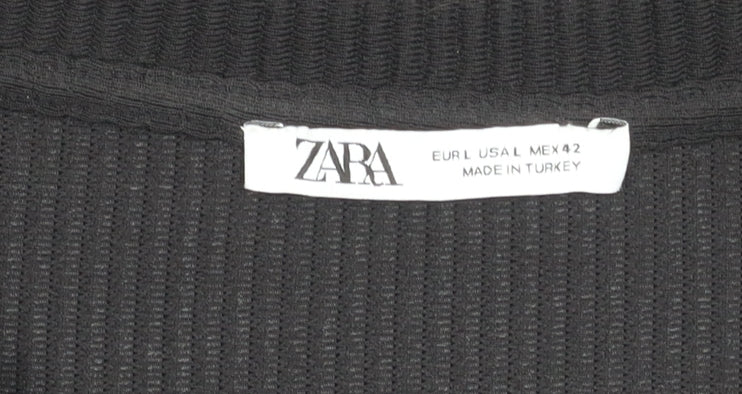 ZARA
EUR L USA L MEX 42
MADE IN TURKEY